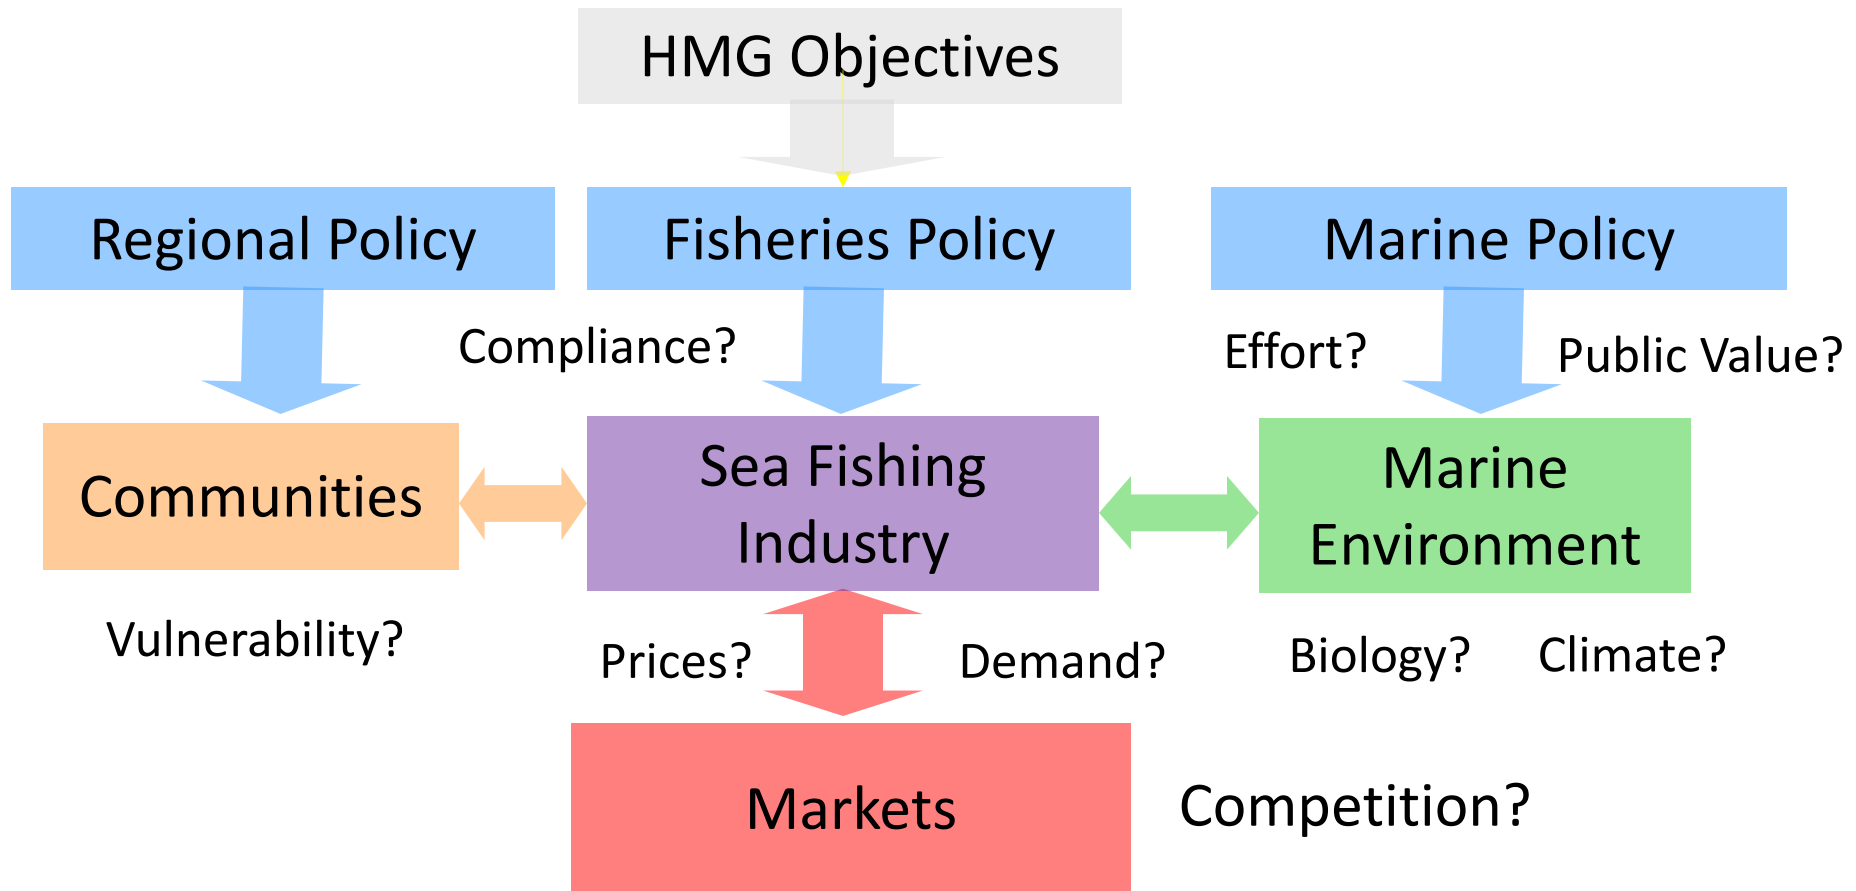 HMG Objectives
Regional Policy
Fisheries Policy
Marine Policy
Compliance?
Effort?
Public Value?
Communities
Sea Fishing
Industry
Marine
Environment
Vulnerability?
Prices?
Demand?
Biology?
Climate?
Markets
Competition?